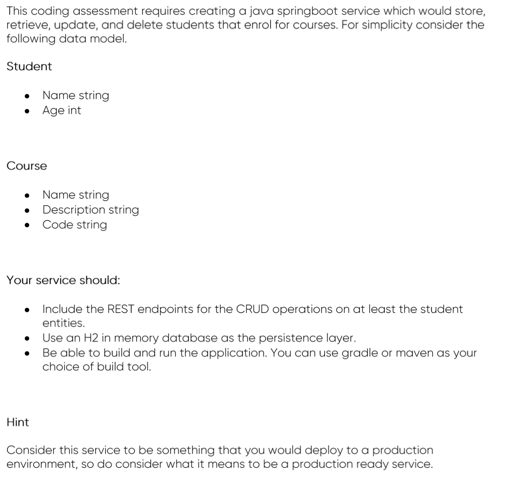 This coding assessment requires creating a java springboot service which would store,
retrieve, update, and delete students that enrol for courses. For simplicity consider the
following data model.
Student
• Name string
• Age int
Course
• Name string
• Description string
• Code string
Your service should:
• Include the REST endpoints for the CRUD operations on at least the student
entities.
• Use an H2 in memory database as the persistence layer.
• Be able to build and run the application. You can use gradle or maven as your
choice of build tool.
Hint
Consider this service to be something that you would deploy to a production
environment, so do consider what it means to be a production ready service.